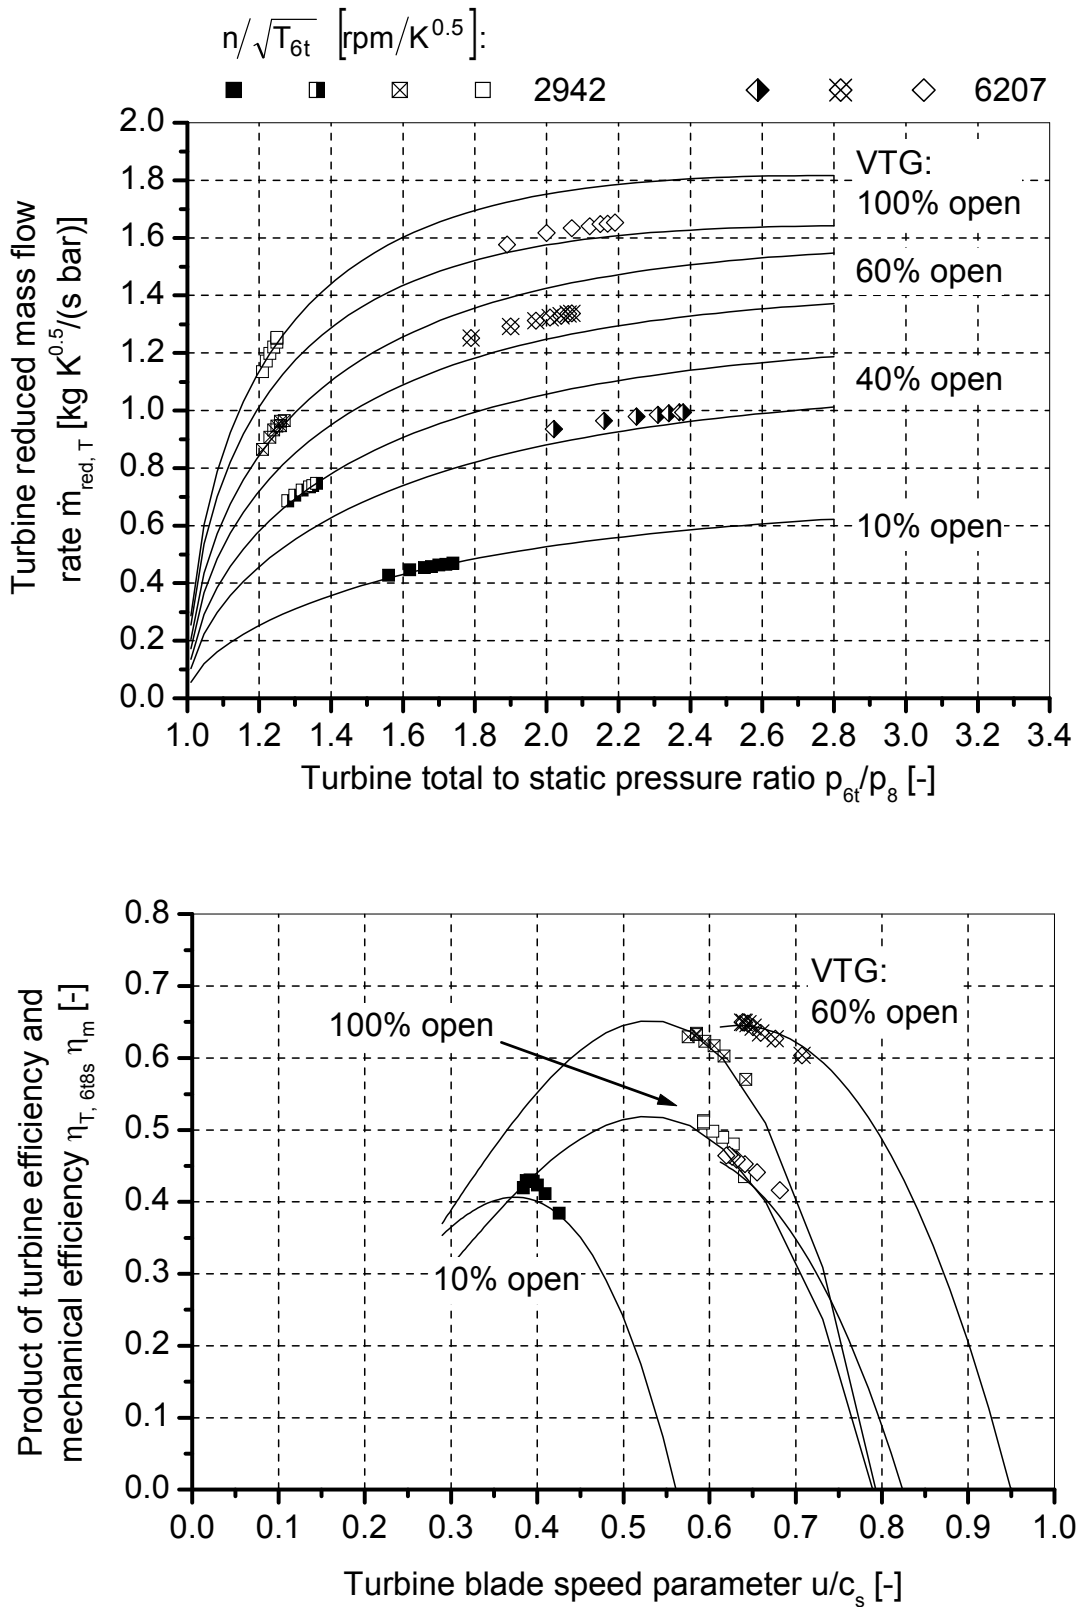 n/√T6t [rpm/K^0.5]:
2942 6207
2.0
1.8
1.6
1.4
1.2
1.0
0.8
0.6
0.4
0.2
0.0
Turbine reduced mass flow
rate ṁred, T [kg K^0.5/(s bar)]
VTG:
100% open
60% open
40% open
10% open
1.0 1.2 1.4 1.6 1.8 2.0 2.2 2.4 2.6 2.8 3.0 3.2 3.4
Turbine total to static pressure ratio p6t/p8 [-]
0.8
0.7
0.6
0.5
0.4
0.3
0.2
0.1
0.0
Product of turbine efficiency and
mechanical efficiency ηT, 6t8s ηm [-]
VTG:
60% open
100% open
10% open
0.0 0.1 0.2 0.3 0.4 0.5 0.6 0.7 0.8 0.9 1.0
Turbine blade speed parameter u/cs [-]